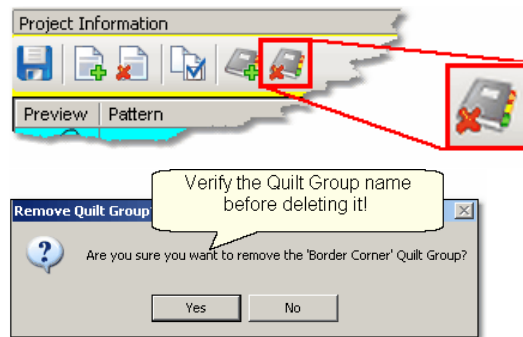 Project Information
Preview Pattern
Verify the Quilt Group name
before deleting it!
Remove Quilt Group
Are you sure you want to remove the 'Border Corner' Quilt Group?
Yes No